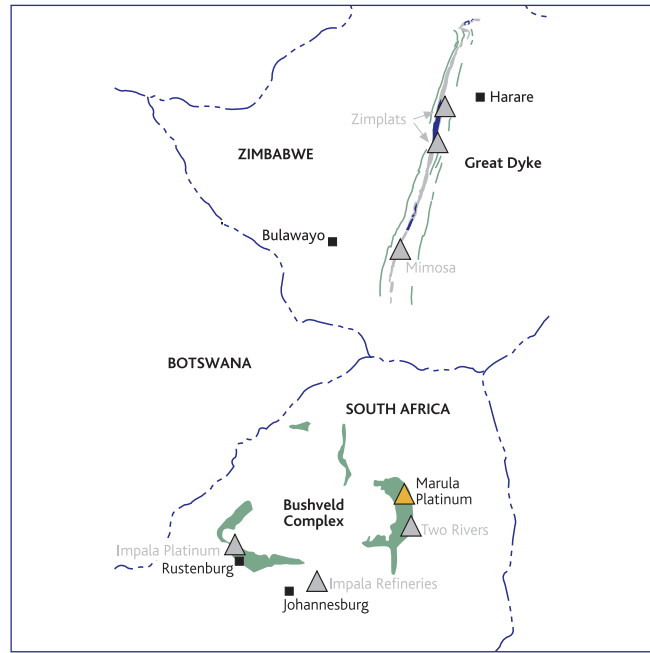 Harare
Zimplats
ZIMBABWE
Great Dyke
Bulawayo
Mimosa
BOTSWANA
SOUTH AFRICA
Marula
Platinum
Bushveld
Complex
Two Rivers
Impala Platinum
Rustenburg
Impala Refineries
Johannesburg